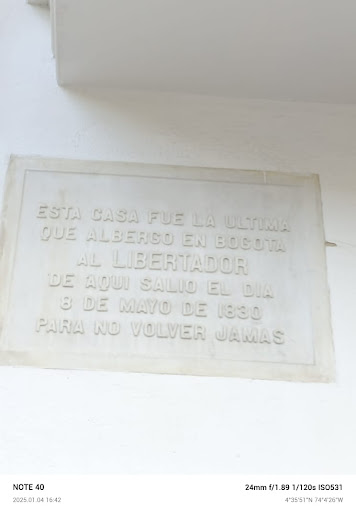 ESTA CASA FUE LA ULTIMA
QUE ALBERGO EN BOGOTA
AL LIBERTADOR
DE AQUI SALIO EL DIA
8 DE MAYO DE 1830
PARA NO VOLVER JAMAS
NOTE 40
24mm f/1.89 1/120s ISO531
2025.01.04 16:42
4°35'51"N 74°4'26"W